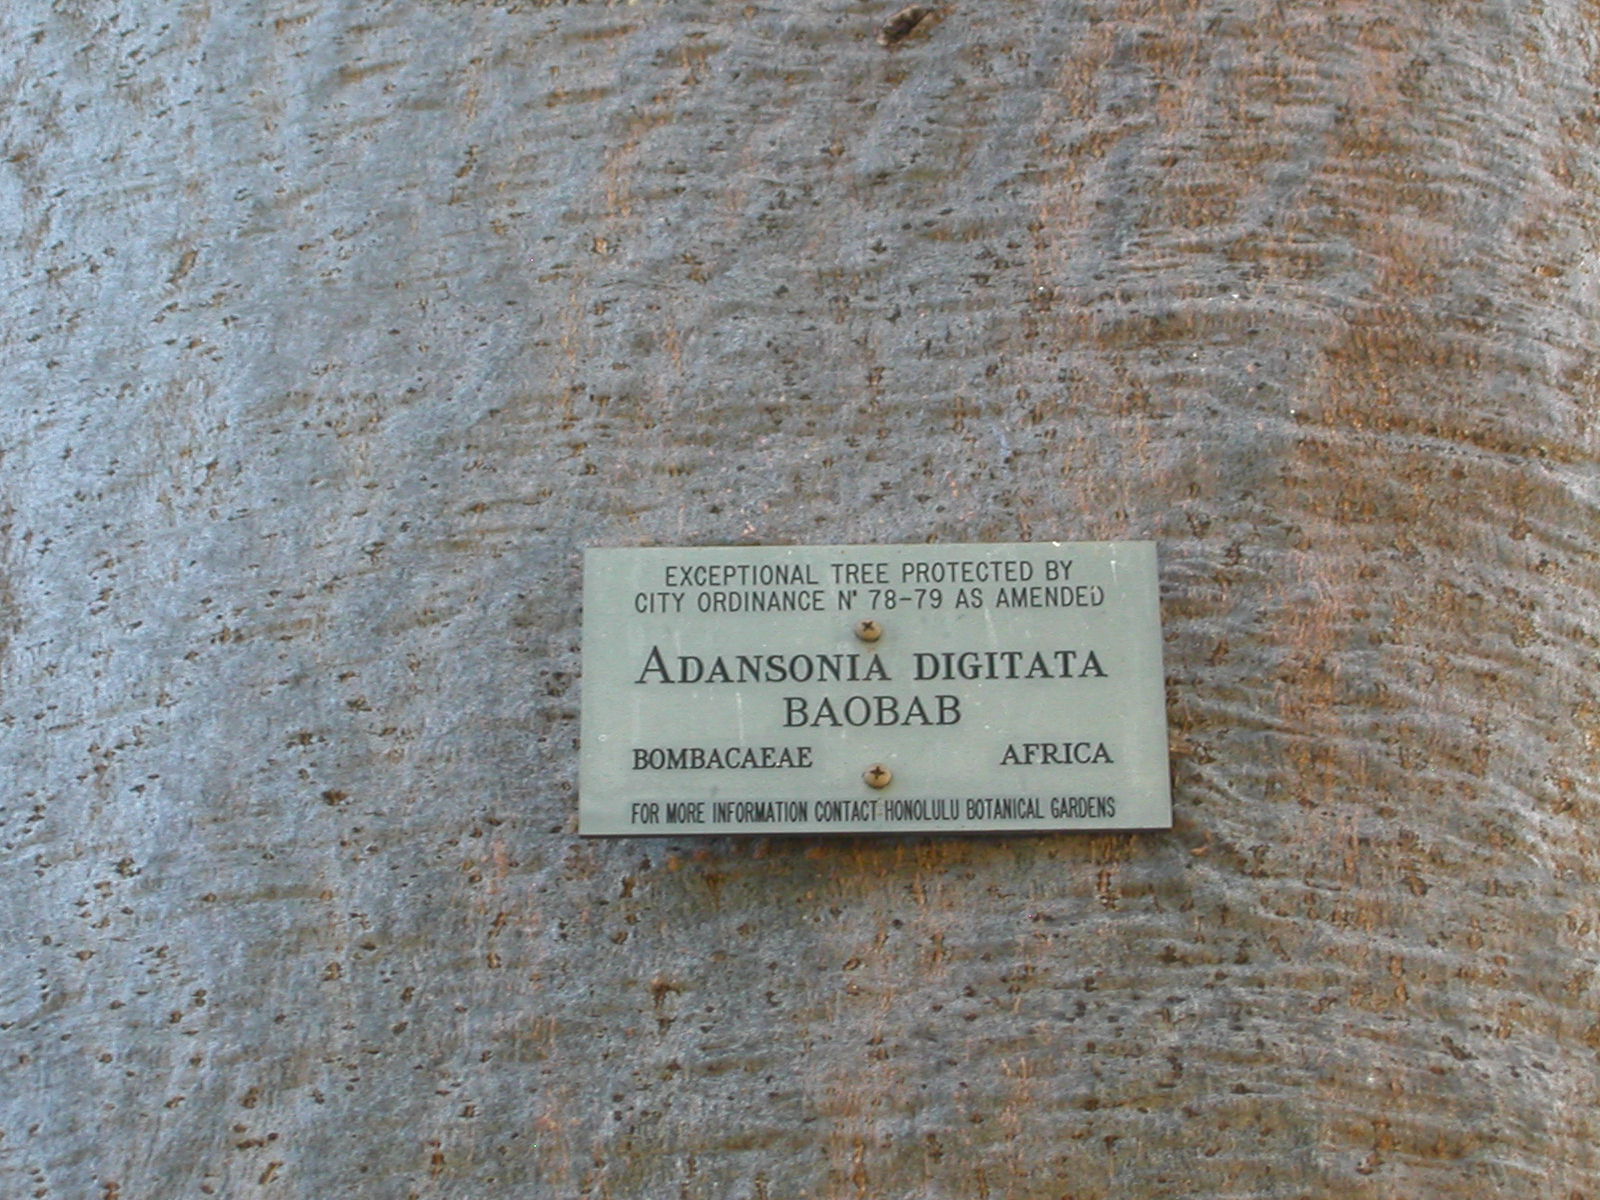 EXCEPTIONAL TREE PROTECTED BY
CITY ORDINANCE Nº 78-79 AS AMENDED
ADANSONIA DIGITATA
BAOBAB
BOMBACAEAE AFRICA
FOR MORE INFORMATION CONTACT HONOLULU BOTANICAL GARDENS